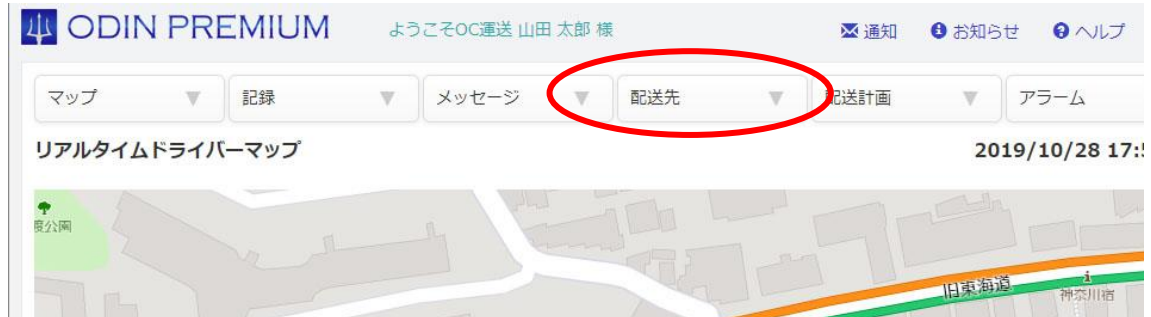 ODIN PREMIUM ようこそOC運送 山田 太郎 様 通知 お知らせ ヘルプ
マップ 記録 メッセージ 配送先 配送計画 アラーム
リアルタイムドライバーマップ 2019/10/28 17:5
公園
旧東海道
神奈川宿